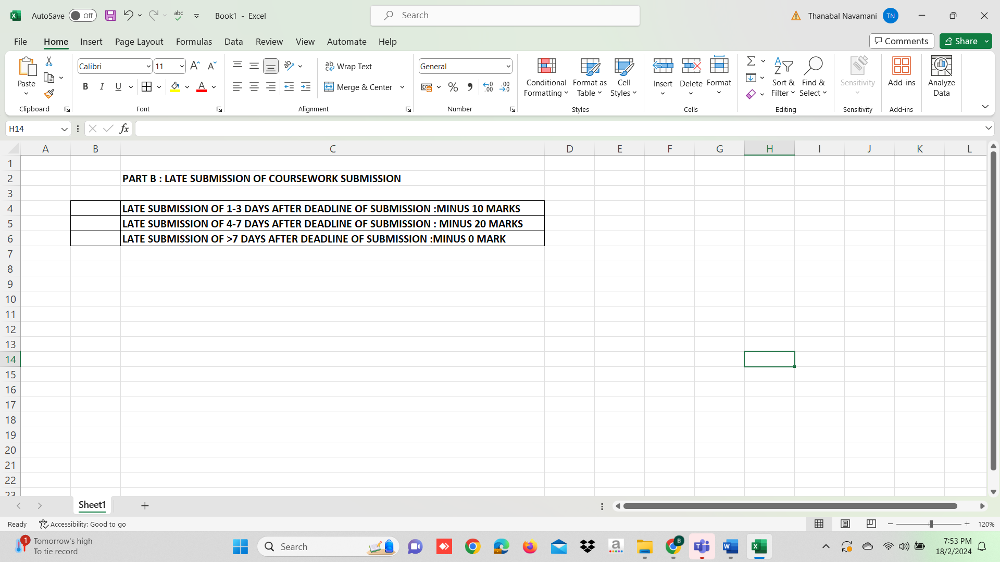 AutoSave Off Book1 - Excel Search Thanabal Navamani TN
File Home Insert Page Layout Formulas Data Review View Automate Help Comments Share
Paste
Clipboard
Calibri 11
B I U A
Font
Wrap Text
Merge & Center
Alignment
General
Number
Conditional Formatting
Format as Table
Cell Styles
Styles
Insert
Delete
Format
Cells
Sort & Filter
Find & Select
Editing
Sensitivity
Sensitivity
Add-ins
Add-ins
Analyze Data
H14 fx
A B C D E F G H I J K L
1
2 PART B : LATE SUBMISSION OF COURSEWORK SUBMISSION
3
4 LATE SUBMISSION OF 1-3 DAYS AFTER DEADLINE OF SUBMISSION :MINUS 10 MARKS
5 LATE SUBMISSION OF 4-7 DAYS AFTER DEADLINE OF SUBMISSION : MINUS 20 MARKS
6 LATE SUBMISSION OF >7 DAYS AFTER DEADLINE OF SUBMISSION :MINUS 0 MARK
7
8
9
10
11
12
13
14
15
16
17
18
19
20
21
22
23
Sheet1
Ready Accessibility: Good to go 120%
1 Tomorrow's high
To tie record
Search
7:53 PM
18/2/2024